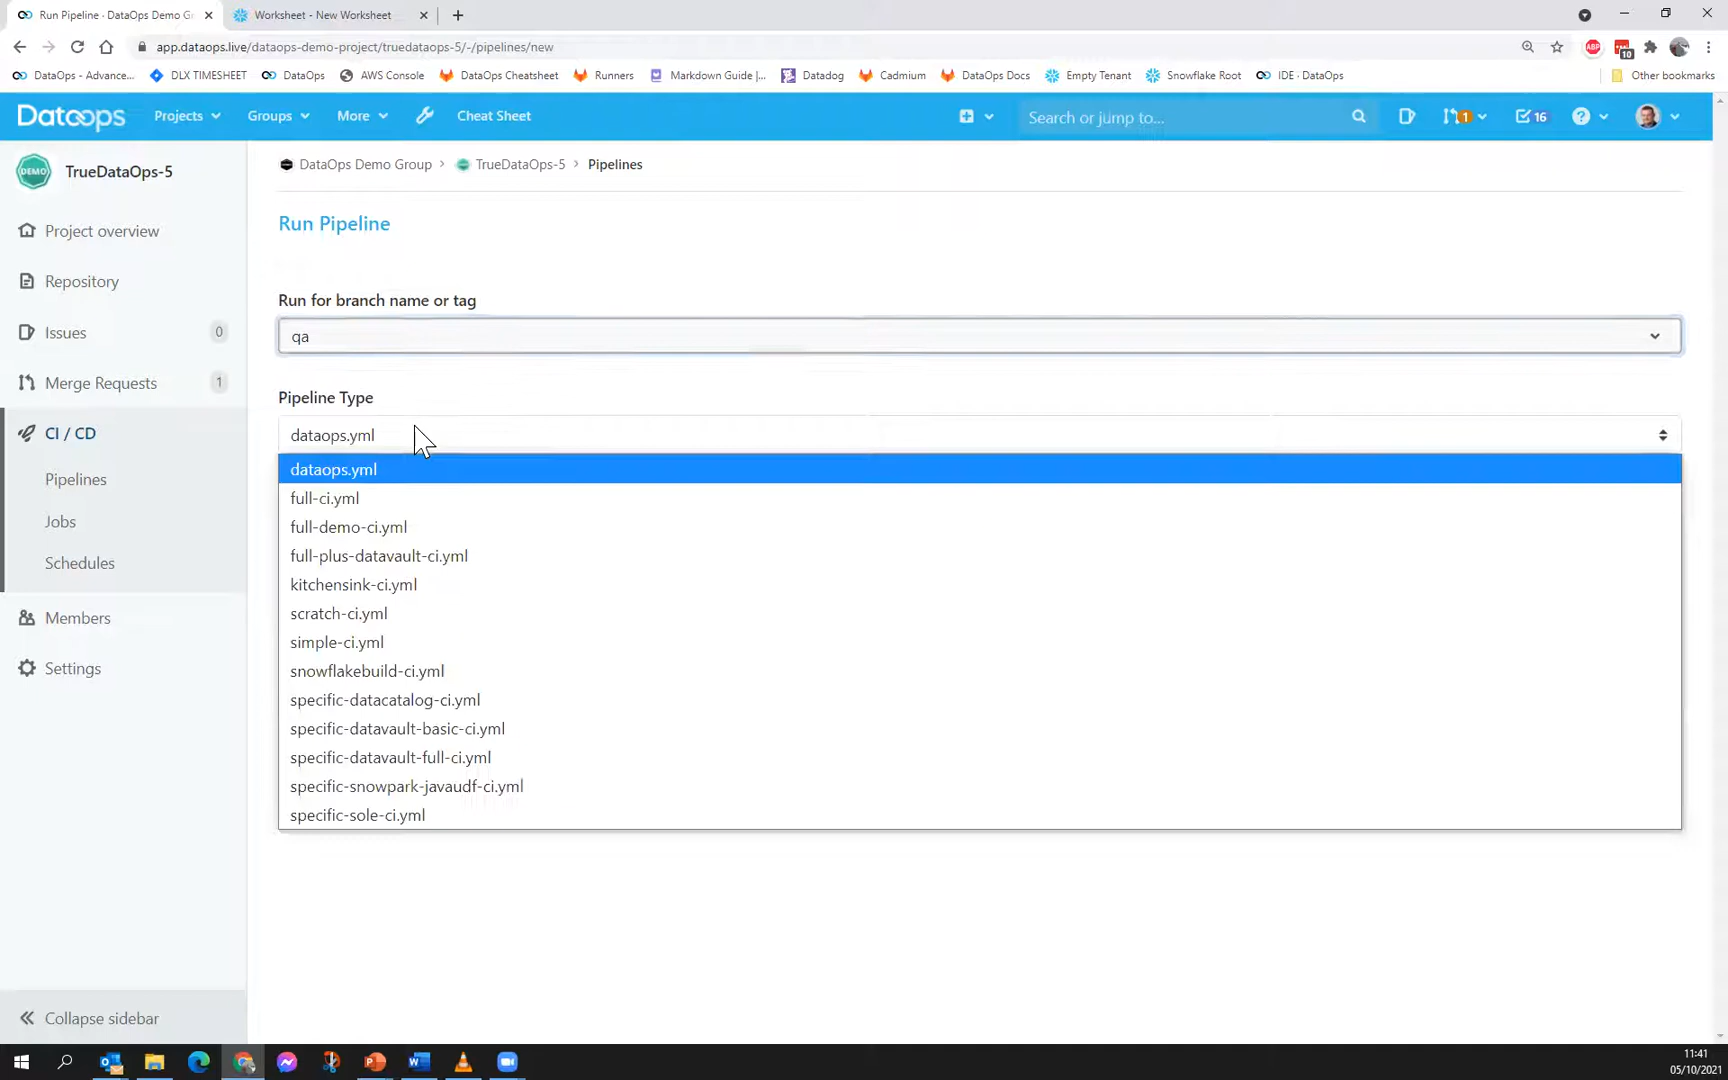 Run Pipeline · DataOps Demo Gr
Worksheet - New Worksheet
app.dataops.live/dataops-demo-project/truedataops-5/-/pipelines/new
ABP
10
DataOps - Advance...
DLX TIMESHEET
DataOps
AWS Console
DataOps Cheatsheet
Runners
Markdown Guide |...
Datadog
Cadmium
DataOps Docs
Empty Tenant
Snowflake Root
IDE · DataOps
Other bookmarks
DataOps
Projects
Groups
More
Cheat Sheet
Search or jump to...
1
16
DEMO
TrueDataOps-5
DataOps Demo Group > TrueDataOps-5 > Pipelines
Project overview
Repository
Issues 0
Merge Requests 1
CI / CD
Pipelines
Jobs
Schedules
Members
Settings
Collapse sidebar
Run Pipeline
Run for branch name or tag
qa
Pipeline Type
dataops.yml
dataops.yml
full-ci.yml
full-demo-ci.yml
full-plus-datavault-ci.yml
kitchensink-ci.yml
scratch-ci.yml
simple-ci.yml
snowflakebuild-ci.yml
specific-datacatalog-ci.yml
specific-datavault-basic-ci.yml
specific-datavault-full-ci.yml
specific-snowpark-javaudf-ci.yml
specific-sole-ci.yml
11:41
05/10/2021